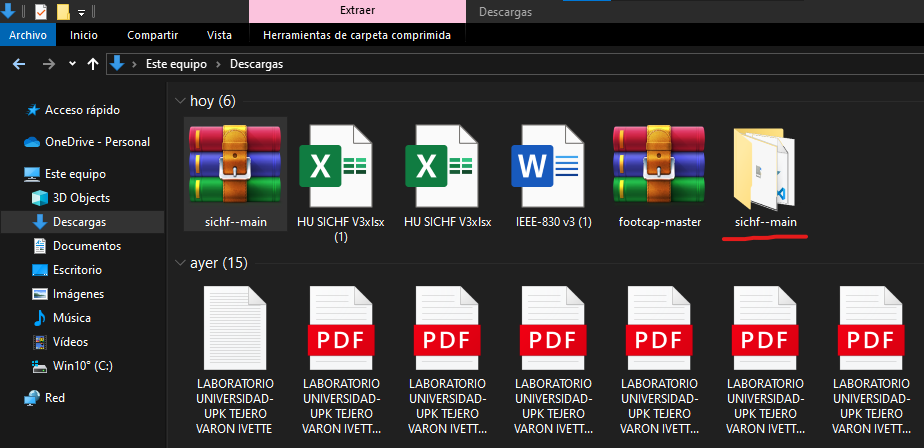 Extraer
Descargas
Archivo
Inicio
Compartir
Vista
Herramientas de carpeta comprimida
Este equipo
Descargas
Acceso rápido
OneDrive - Personal
Este equipo
3D Objects
Descargas
Documentos
Escritorio
Imágenes
Música
Vídeos
Win10° (C:)
Red
hoy (6)
sichf--main
HU SICHF V3xlsx
(1)
HU SICHF V3xlsx
IEEE-830 v3 (1)
footcap-master
sichf--main
ayer (15)
PDF
PDF
PDF
PDF
PDF
PDF
LABORATORIO
UNIVERSIDAD-
UPK TEJERO
VARON IVETTE
LABORATORIO
UNIVERSIDAD-
UPK TEJERO
VARON IVETT...
LABORATORIO
UNIVERSIDAD-
UPK TEJERO
VARON IVETT...
LABORATORIO
UNIVERSIDAD-
UPK TEJERO
VARON IVETT...
LABORATORIO
UNIVERSIDAD-
UPK TEJERO
VARON IVETT...
LABORATORIO
UNIVERSIDAD-
UPK TEJERO
VARON IVETT...
LABORATORIO
UNIVERSIDAD-
UPK TEJERO
VARON IVETT...